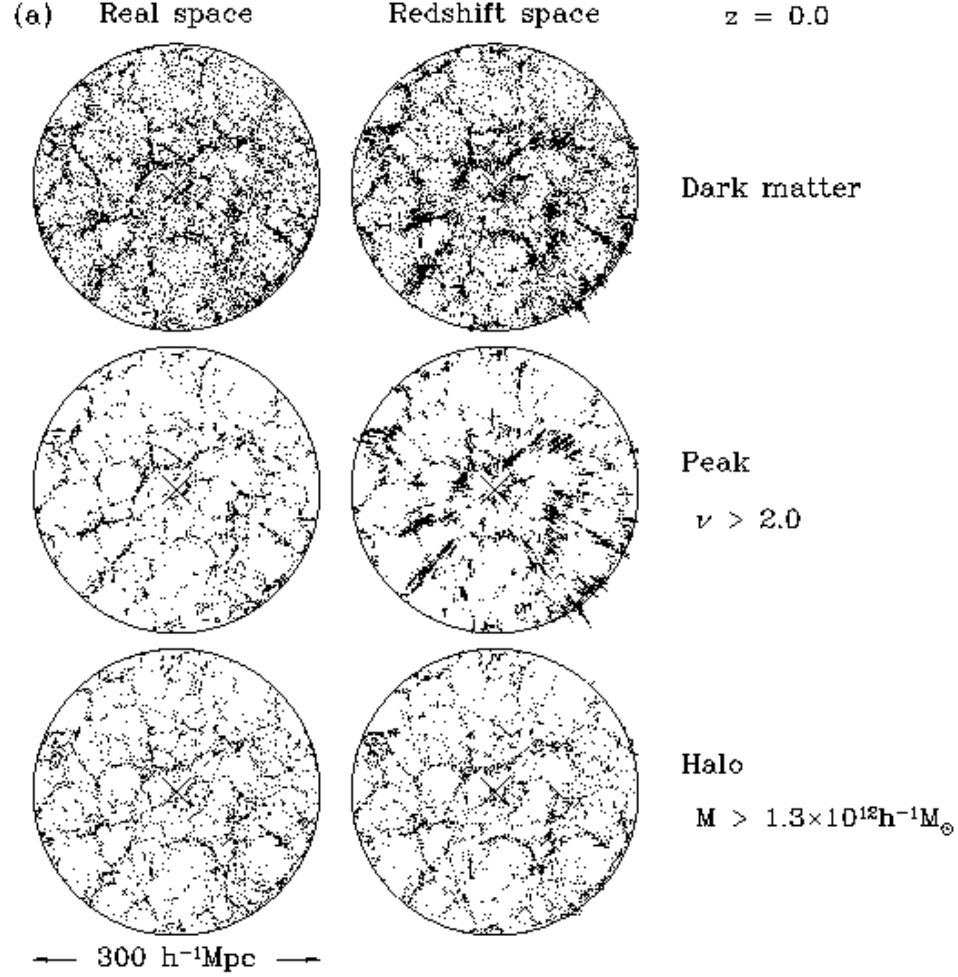 (a) Real space Redshift space z = 0.0
Dark matter
Peak
ν > 2.0
Halo
M > 1.3×10¹²h⁻¹M☉
300 h⁻¹Mpc